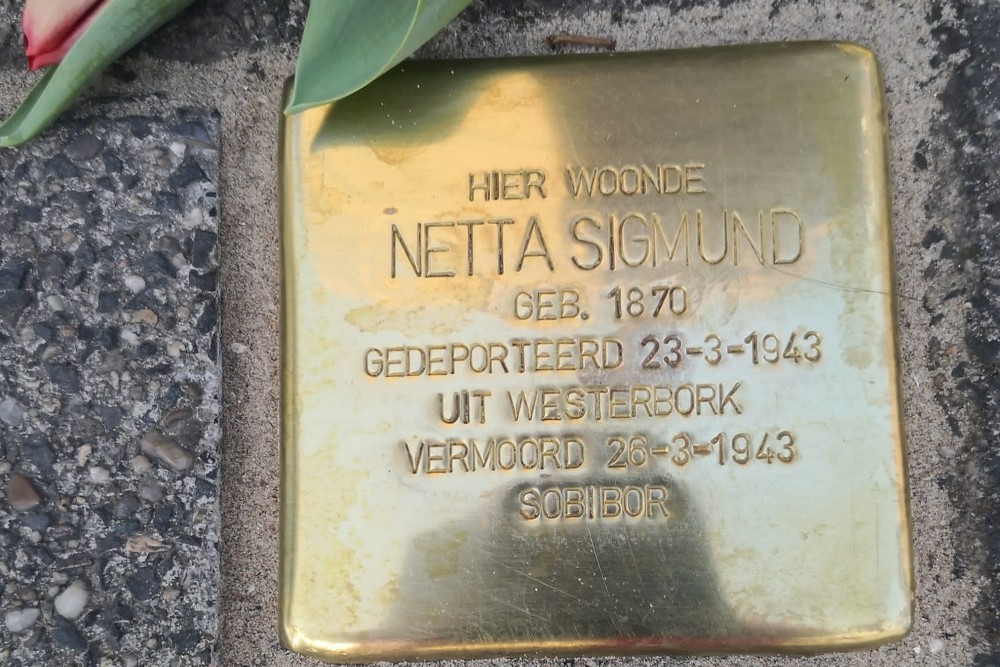 HIER WOONDE
NETTA SIGMUND
GEB. 1870
GEDEPORTEERD 23-3-1943
UIT WESTERBORK
VERMOORD 26-3-1943
SOBIBOR